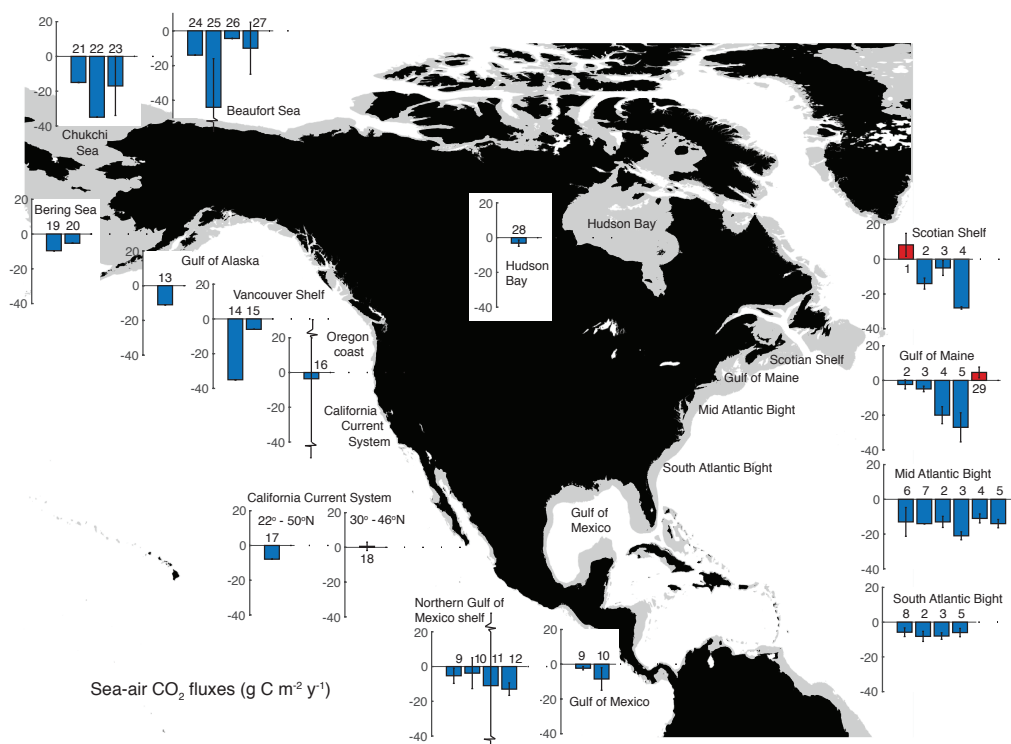 20
0
-20
-40
21 22 23
Chukchi
Sea
0
-20
-40
24 25 26 27
Beaufort Sea
20
0
-20
-40
Bering Sea
19 20
20
0
-20
-40
Gulf of Alaska
13
20
0
-20
-40
Vancouver Shelf
14 15
20
0
-20
-40
Oregon
coast
16
California
Current
System
20
0
-20
-40
28
Hudson
Bay
Hudson Bay
Scotian Shelf
Gulf of Maine
Mid Atlantic Bight
South Atlantic Bight
Gulf of
Mexico
20
0
-20
-40
Scotian Shelf
1 2 3 4
20
0
-20
-40
Gulf of Maine
2 3 4 5
29
20
0
-20
-40
Mid Atlantic Bight
6 7 2 3 4 5
20
0
-20
-40
South Atlantic Bight
8 2 3 5
California Current System
22° - 50°N
20
0
-20
-40
17
30° - 46°N
20
0
-20
-40
18
Northern Gulf of
Mexico shelf
20
0
-20
-40
9 10 11 12
20
0
-20
-40
9 10
Gulf of Mexico
Sea-air CO₂ fluxes (g C m⁻² y⁻¹)